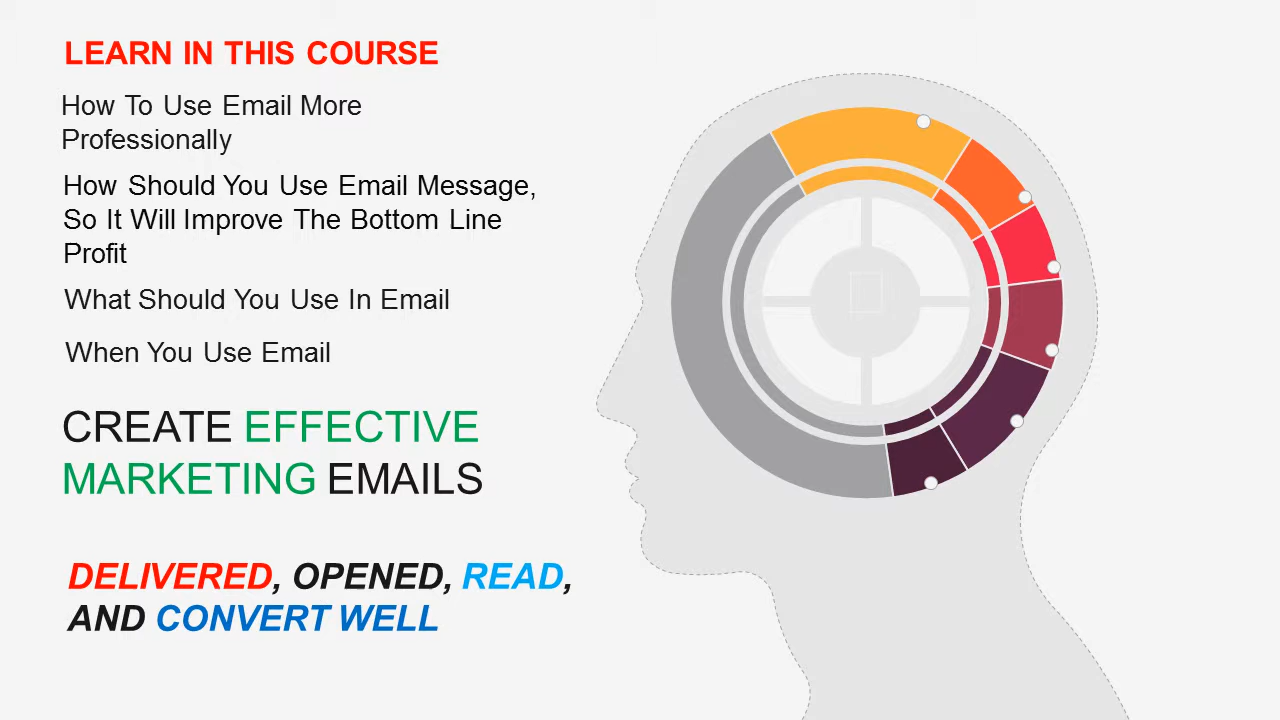 LEARN IN THIS COURSE
How To Use Email More
Professionally
How Should You Use Email Message,
So It Will Improve The Bottom Line
Profit
What Should You Use In Email
When You Use Email
CREATE EFFECTIVE
MARKETING EMAILS
DELIVERED, OPENED, READ,
AND CONVERT WELL